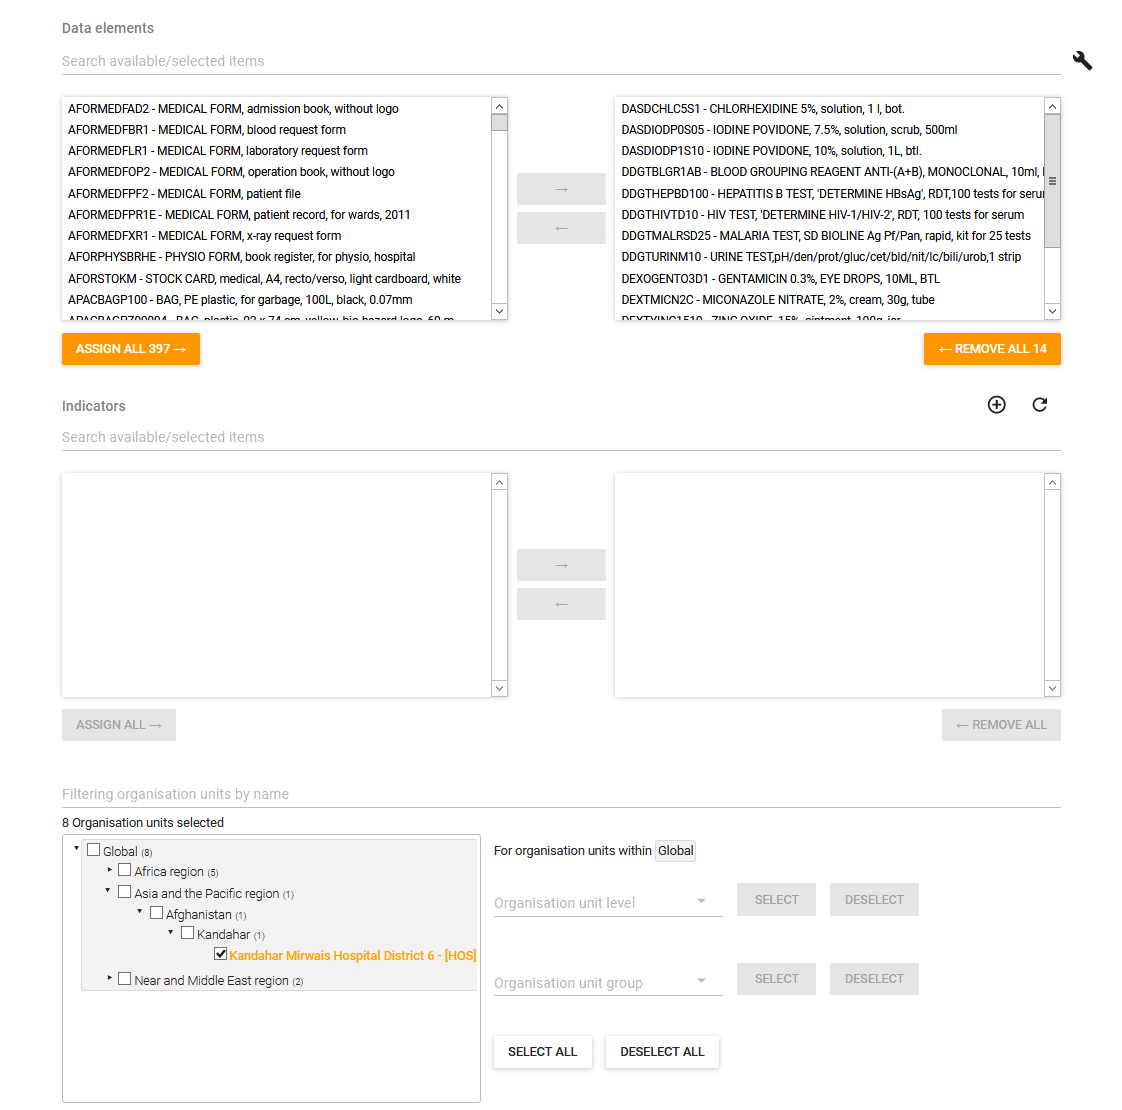 Data elements
Search available/selected items
AFORMEDFAD2 - MEDICAL FORM, admission book, without logo
AFORMEDFBR1 - MEDICAL FORM, blood request form
AFORMEDFLR1 - MEDICAL FORM, laboratory request form
AFORMEDFOP2 - MEDICAL FORM, operation book, without logo
AFORMEDFPF2 - MEDICAL FORM, patient file
AFORMEDFPR1E - MEDICAL FORM, patient record, for wards, 2011
AFORMEDFXR1 - MEDICAL FORM, x-ray request form
AFORPHYSBRHE - PHYSIO FORM, book register, for physio, hospital
AFORSTOKM - STOCK CARD, medical, A4, recto/verso, light cardboard, white
APACBAGP100 - BAG, PE plastic, for garbage, 100L, black, 0.07mm
→
←
DASDCHLC5S1 - CHLORHEXIDINE 5%, solution, 1 l, bot.
DASDIODP0S05 - IODINE POVIDONE, 7.5%, solution, scrub, 500ml
DASDIODP1S10 - IODINE POVIDONE, 10%, solution, 1L, btl.
DDGTBLGR1AB - BLOOD GROUPING REAGENT ANTI-(A+B), MONOCLONAL, 10ml,
DDGTHEPBD100 - HEPATITIS B TEST, 'DETERMINE HBsAg', RDT,100 tests for seru
DDGTHIVTD10 - HIV TEST, 'DETERMINE HIV-1/HIV-2', RDT, 100 tests for serum
DDGTMALRSD25 - MALARIA TEST, SD BIOLINE Ag Pf/Pan, rapid, kit for 25 tests
DDGTURINM10 - URINE TEST,pH/den/prot/gluc/cet/bld/nit/lc/bili/urob,1 strip
DEXOGENTO3D1 - GENTAMICIN 0.3%, EYE DROPS, 10ML, BTL
DEXTMICN2C - MICONAZOLE NITRATE, 2%, cream, 30g, tube
ASSIGN ALL 397 →
← REMOVE ALL 14
Indicators
Search available/selected items
→
←
ASSIGN ALL →
← REMOVE ALL
Filtering organisation units by name
8 Organisation units selected
Global (8)
Africa region (5)
Asia and the Pacific region (1)
Afghanistan (1)
Kandahar (1)
Kandahar Mirwais Hospital District 6 - [HOS]
Near and Middle East region (2)
For organisation units within Global
Organisation unit level
SELECT
DESELECT
Organisation unit group
SELECT
DESELECT
SELECT ALL
DESELECT ALL